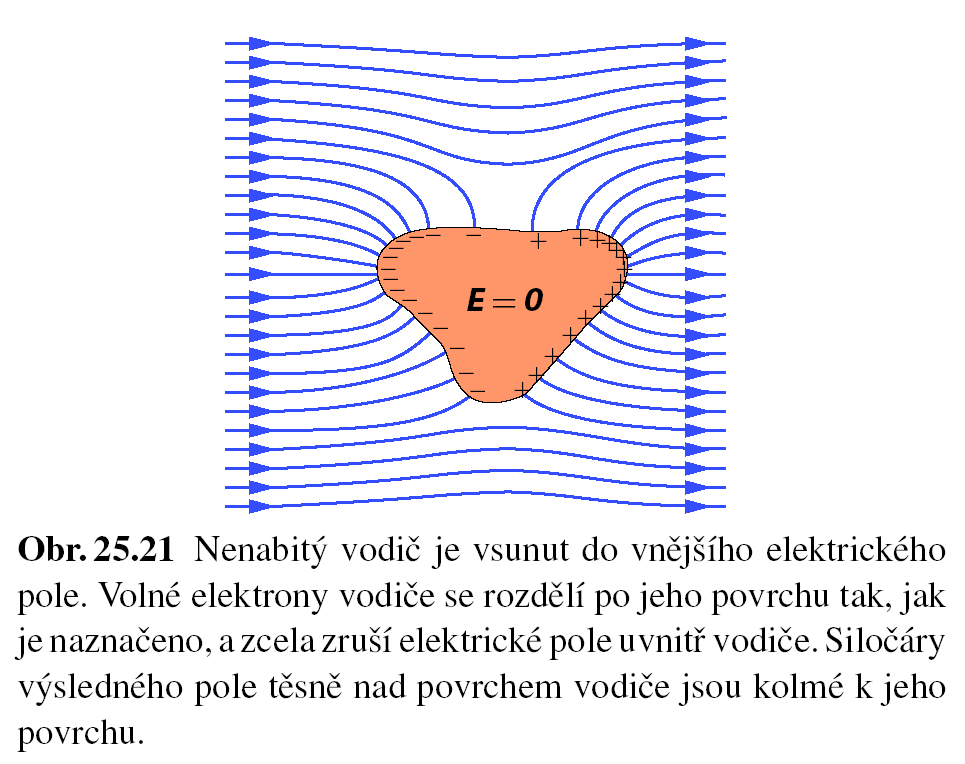 E = 0
Obr. 25.21 Nenabitý vodič je vsunut do vnějšího elektrického
pole. Volné elektrony vodiče se rozdělí po jeho povrchu tak, jak
je naznačeno, a zcela zruší elektrické pole uvnitř vodiče. Siločáry
výsledného pole těsně nad povrchem vodiče jsou kolmé k jeho
povrchu.